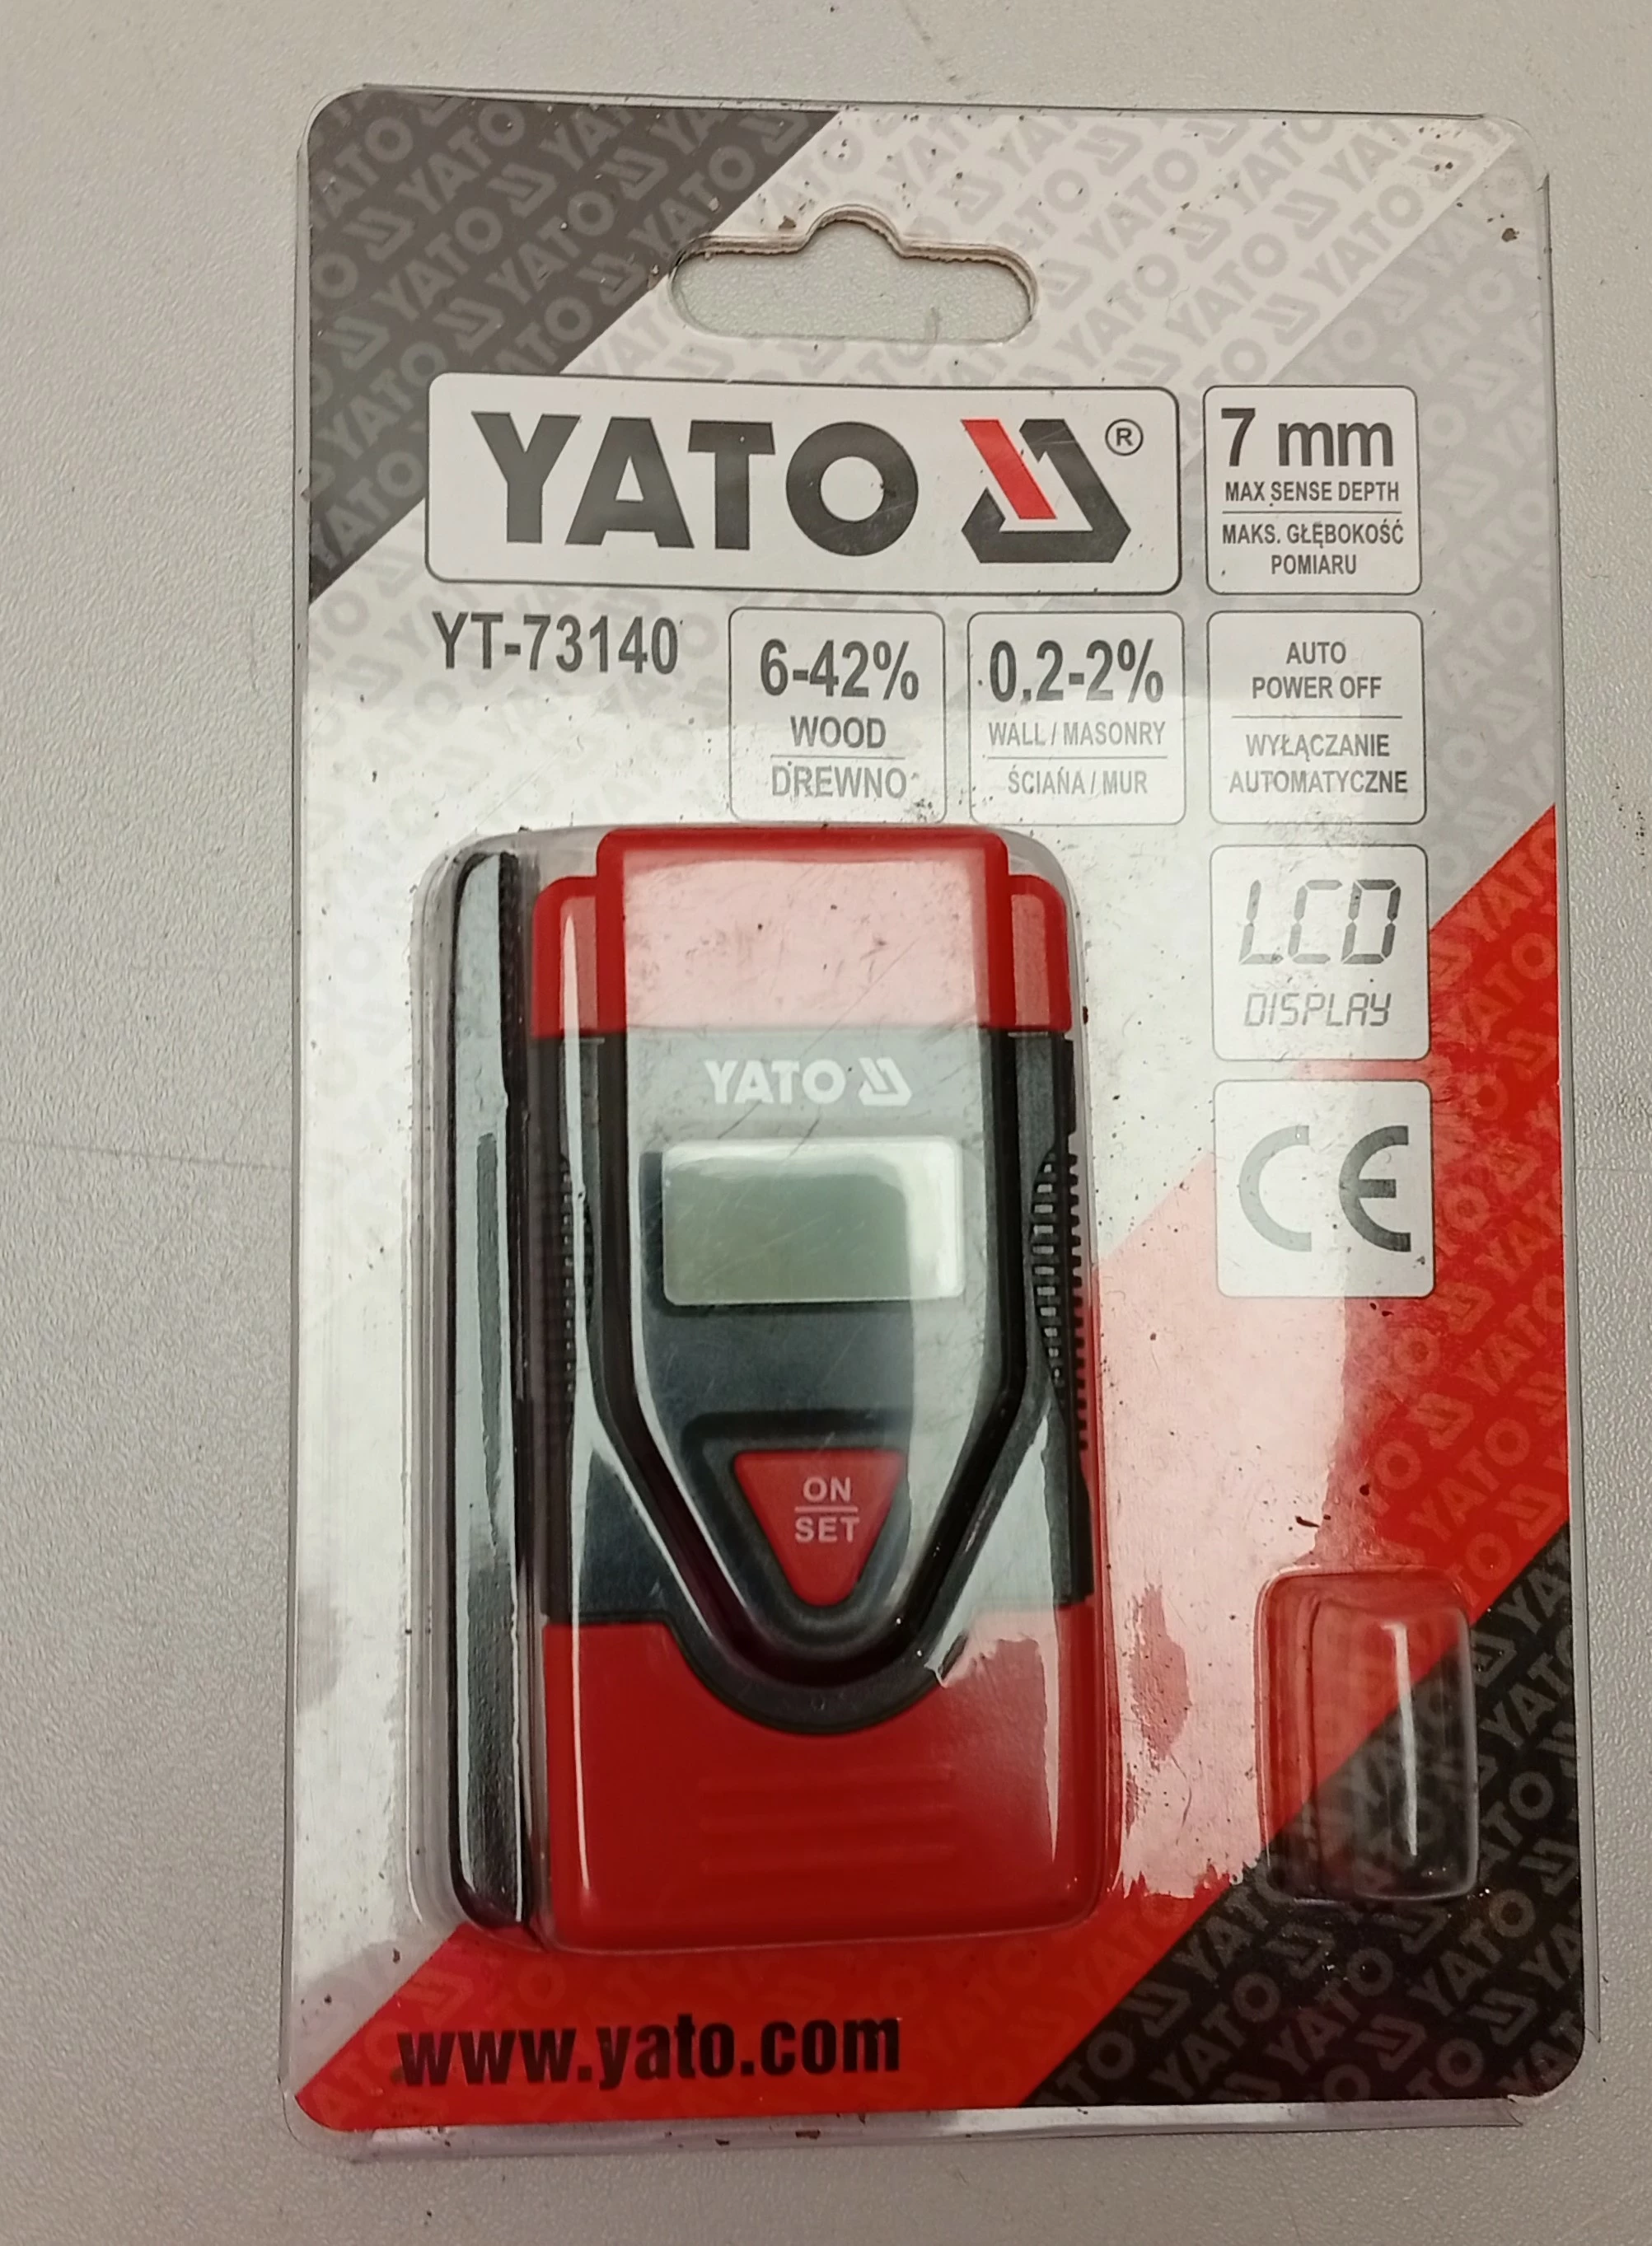 YATO ®
7 mm
MAX SENSE DEPTH
MAKS. GŁĘBOKOŚĆ
POMIARU
YT-73140
6-42%
WOOD
DREWNO
0.2-2%
WALL / MASONRY
ŚCIANA / MUR
AUTO
POWER OFF
WYŁĄCZANIE
AUTOMATYCZNE
LCD
DISPLAY
CE
YATO
ON
SET
www.yato.com